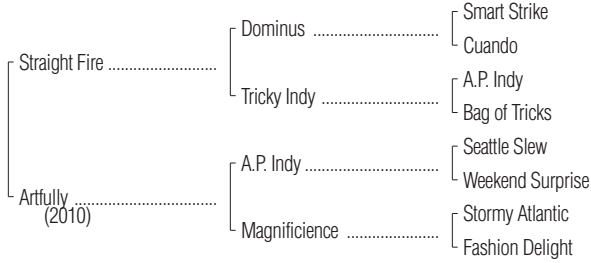 Smart Strike
Dominus ............................
Cuando
Straight Fire ........................
A.P. Indy
Tricky Indy ..........................
Bag of Tricks
Seattle Slew
A.P. Indy ..............................
Weekend Surprise
Artfully ................................
(2010)
Stormy Atlantic
Magnificience ....................
Fashion Delight